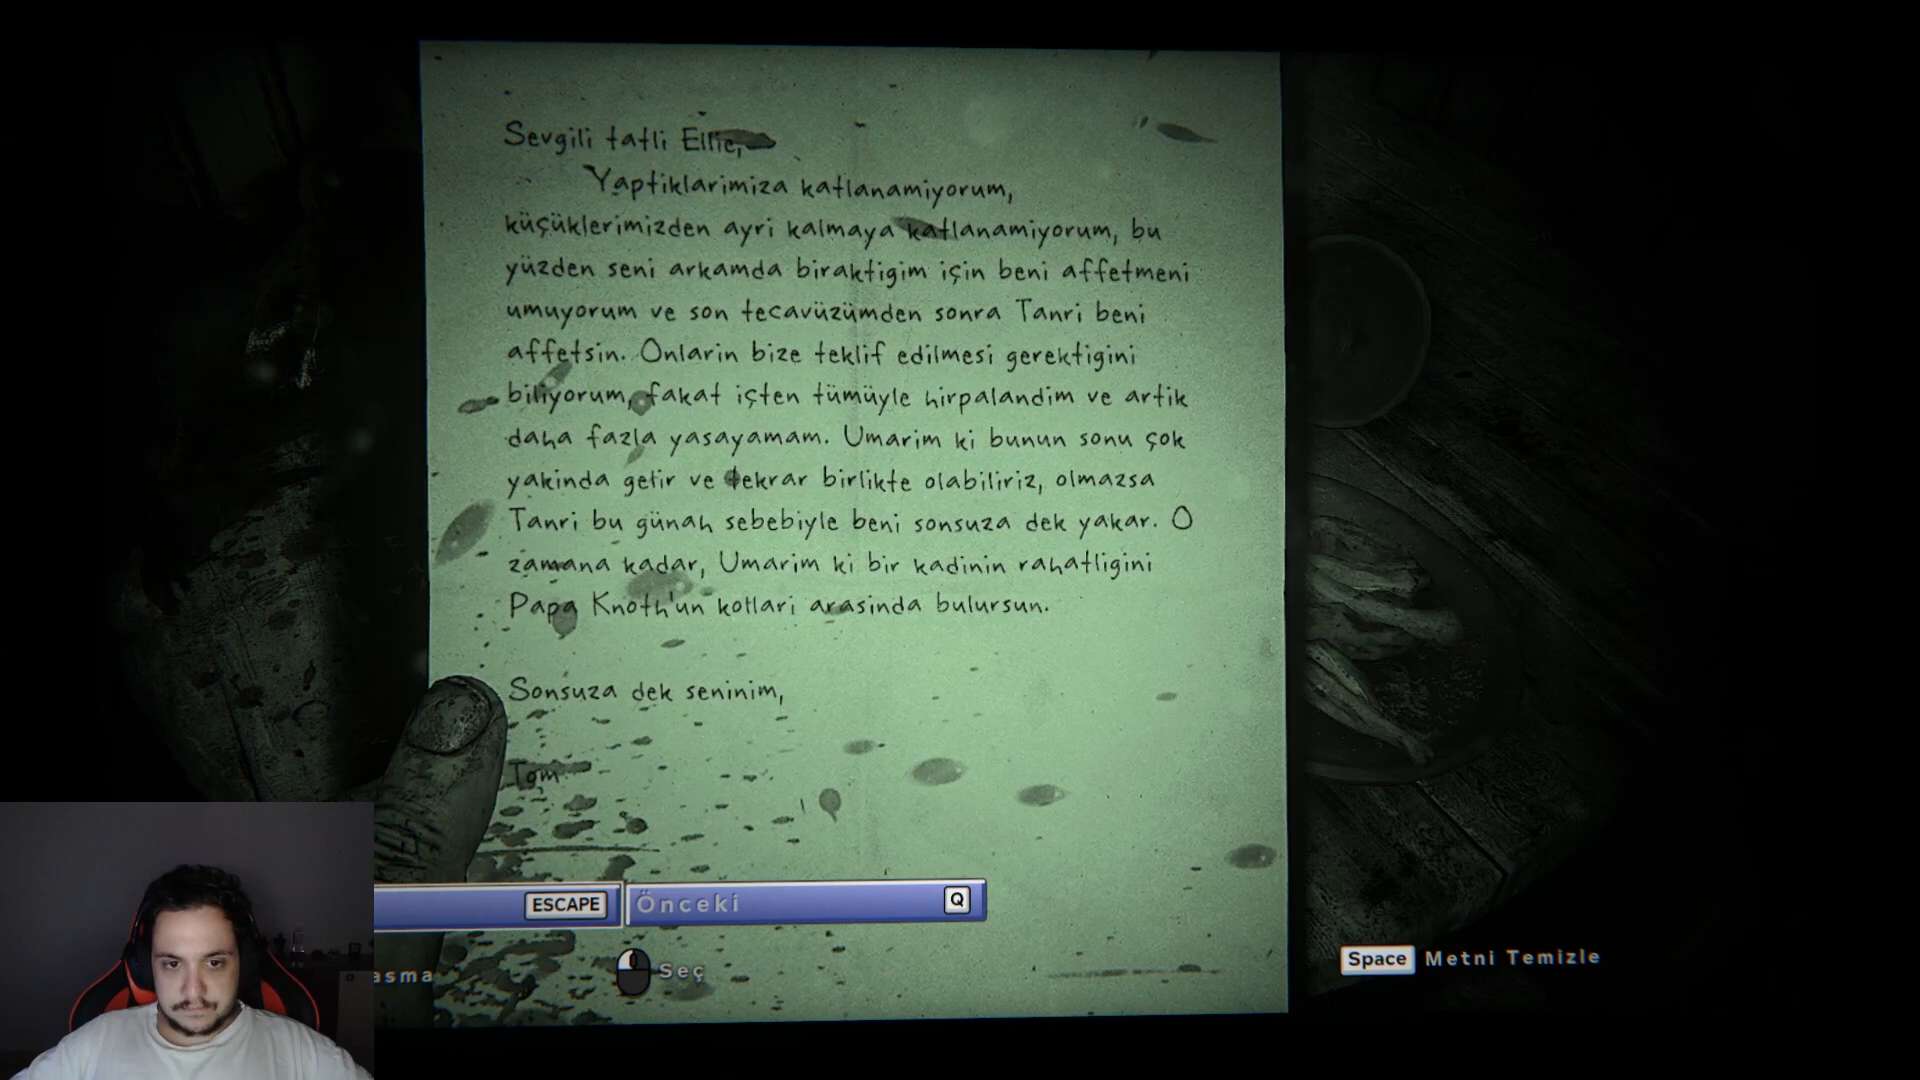 Sevgili tatli Ellie,
Yaptiklarimiza katlanamiyorum,
küçüklerimizden ayri kalmaya katlanamiyorum, bu
yüzden seni arkamda biraktigim için beni affetmeni
umuyorum ve son tecavüzümden sonra Tanri beni
affetsin. Onlarin bize teklif edilmesi gerektigini
biliyorum, fakat içten tümüyle hirpalandim ve artik
daha fazla yasayamam. Umarim ki bunun sonu çok
yakinda gelir ve tekrar birlikte olabiliriz, olmazsa
Tanri bu günah sebebiyle beni sonsuza dek yakar. O
zamana kadar, Umarim ki bir kadinin rahatligini
Papa Knoth'un kollari arasinda bulursun.
Sonsuza dek seninim,
Tom
ESCAPE Önceki Q
asma Seç
Space Metni Temizle